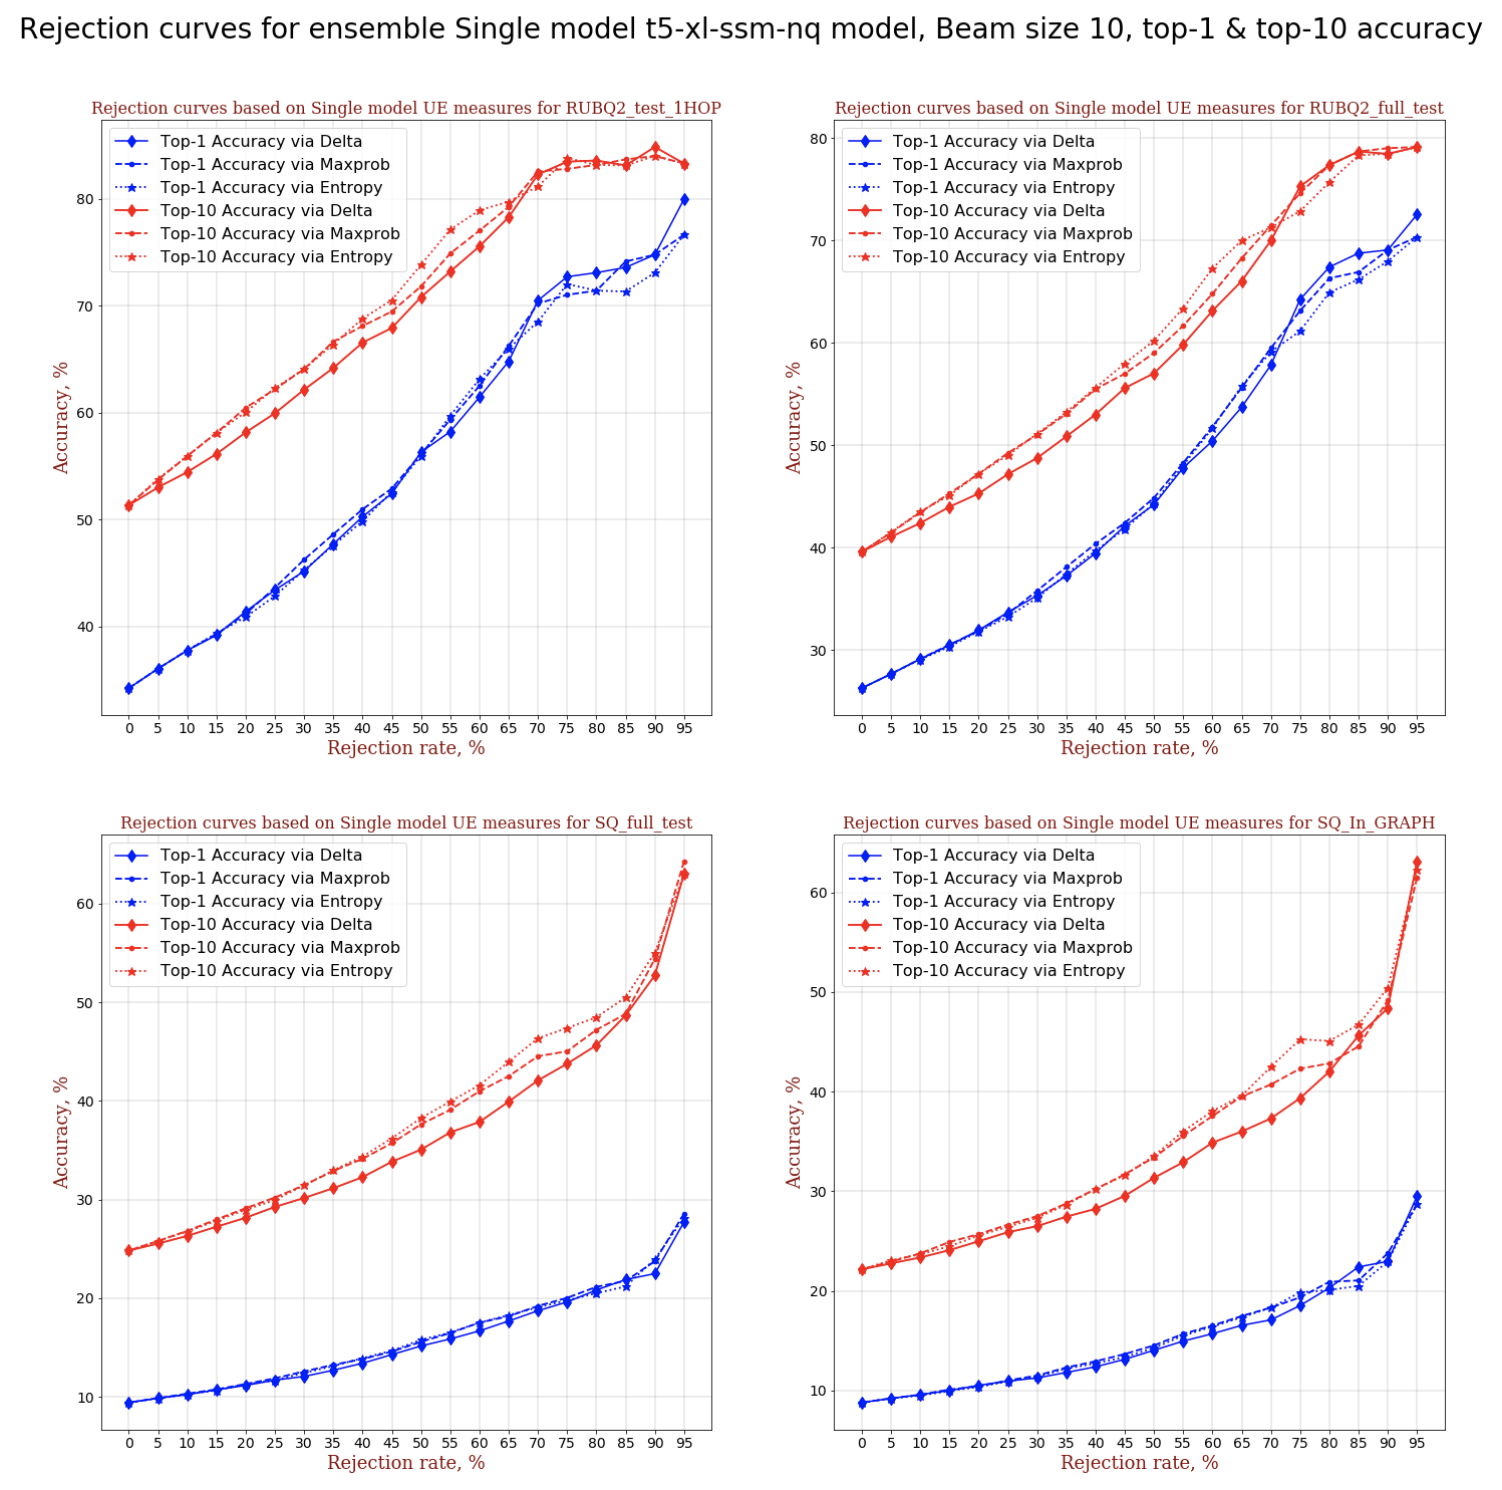 Rejection curves for ensemble Single model t5-xl-ssm-nq model, Beam size 10, top-1 & top-10 accuracy
Rejection curves based on Single model UE measures for RUBQ2_test_1HOP
Top-1 Accuracy via Delta
Top-1 Accuracy via Maxprob
Top-1 Accuracy via Entropy
Top-10 Accuracy via Delta
Top-10 Accuracy via Maxprob
Top-10 Accuracy via Entropy
80
70
60
50
40
Accuracy, %
0 5 10 15 20 25 30 35 40 45 50 55 60 65 70 75 80 85 90 95
Rejection rate, %
Rejection curves based on Single model UE measures for RUBQ2_full_test
Top-1 Accuracy via Delta
Top-1 Accuracy via Maxprob
Top-1 Accuracy via Entropy
Top-10 Accuracy via Delta
Top-10 Accuracy via Maxprob
Top-10 Accuracy via Entropy
80
70
60
50
40
30
Accuracy, %
0 5 10 15 20 25 30 35 40 45 50 55 60 65 70 75 80 85 90 95
Rejection rate, %
Rejection curves based on Single model UE measures for SQ_full_test
Top-1 Accuracy via Delta
Top-1 Accuracy via Maxprob
Top-1 Accuracy via Entropy
Top-10 Accuracy via Delta
Top-10 Accuracy via Maxprob
Top-10 Accuracy via Entropy
60
50
40
30
20
10
Accuracy, %
0 5 10 15 20 25 30 35 40 45 50 55 60 65 70 75 80 85 90 95
Rejection rate, %
Rejection curves based on Single model UE measures for SQ_In_GRAPH
Top-1 Accuracy via Delta
Top-1 Accuracy via Maxprob
Top-1 Accuracy via Entropy
Top-10 Accuracy via Delta
Top-10 Accuracy via Maxprob
Top-10 Accuracy via Entropy
60
50
40
30
20
10
Accuracy, %
0 5 10 15 20 25 30 35 40 45 50 55 60 65 70 75 80 85 90 95
Rejection rate, %